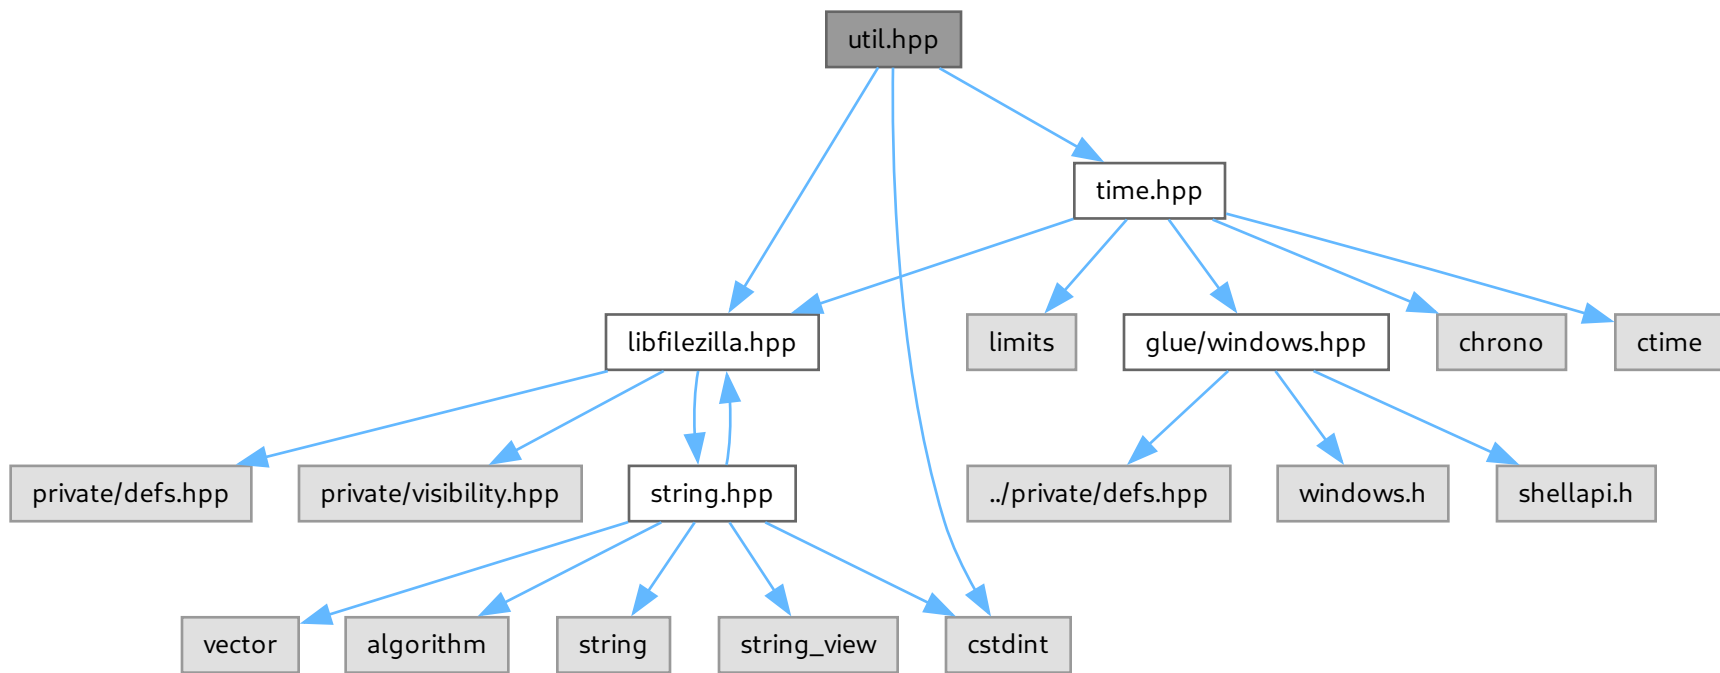 util.hpp
time.hpp
libfilezilla.hpp
limits
glue/windows.hpp
chrono
ctime
private/defs.hpp
private/visibility.hpp
string.hpp
../private/defs.hpp
windows.h
shellapi.h
vector
algorithm
string
string_view
cstdint